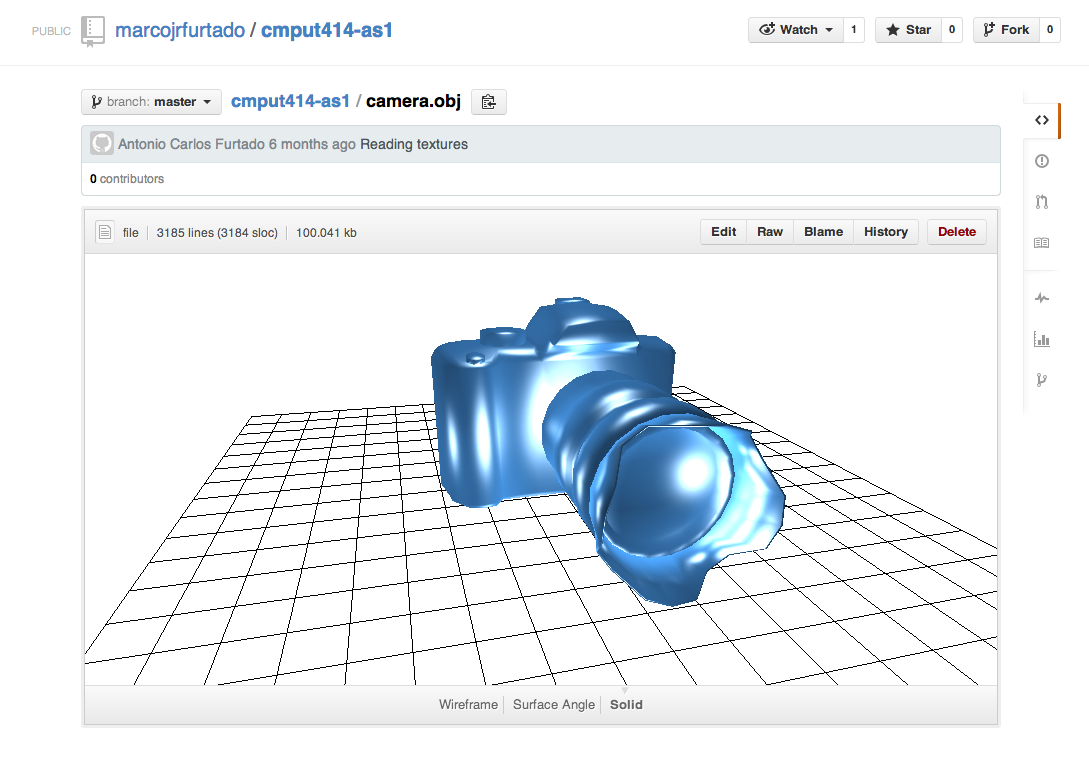 PUBLIC marcojrfurtado / cmput414-as1 Watch 1 Star 0 Fork 0
branch: master cmput414-as1 / camera.obj
Antonio Carlos Furtado 6 months ago Reading textures
0 contributors
file 3185 lines (3184 sloc) 100.041 kb Edit Raw Blame History Delete
Wireframe Surface Angle Solid